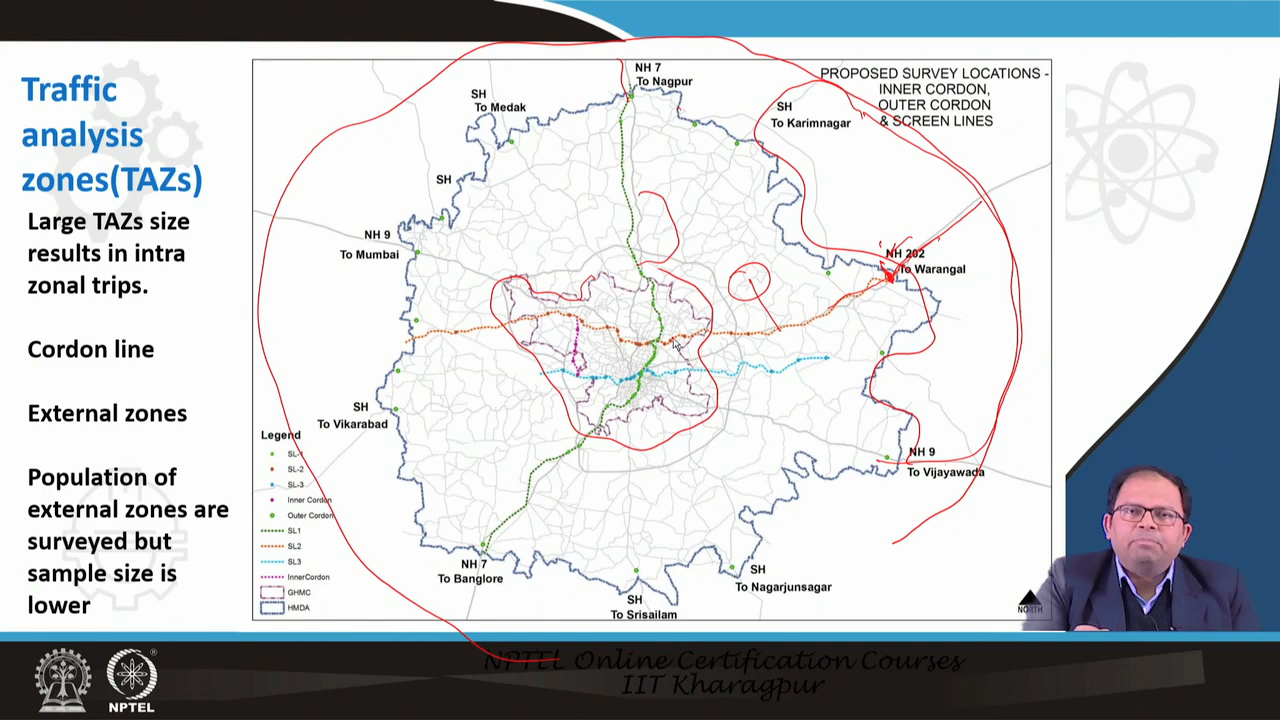 Traffic
analysis
zones(TAZs)
Large TAZs size
results in intra
zonal trips.
Cordon line
External zones
Population of
external zones are
surveyed but
sample size is
lower
PROPOSED SURVEY LOCATIONS -
INNER CORDON,
OUTER CORDON
& SCREEN LINES
NH 7
To Nagpur
SH
To Medak
SH
To Karimnagar
SH
NH 9
To Mumbai
NH 202
To Warangal
SH
To Vikarabad
NH 9
To Vijayawada
NH 7
To Banglore
SH
To Nagarjunsagar
SH
To Srisailam
Legend
SL-1
SL-2
SL-3
Inner Cordon
Outer Cordon
SL1
SL2
SL3
InnerCordon
GHMC
HMDA
NORTH
NPTEL Online Certification Courses
IIT Kharagpur
NPTEL